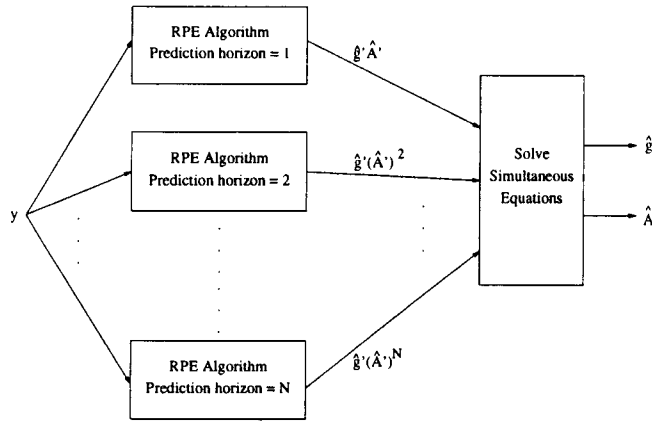 RPE Algorithm
Prediction horizon = 1
ĝ'Â'
RPE Algorithm
Prediction horizon = 2
ĝ'(Â')²
y
Solve
Simultaneous
Equations
ĝ
Â
RPE Algorithm
Prediction horizon = N
ĝ'(Â')ᴺ